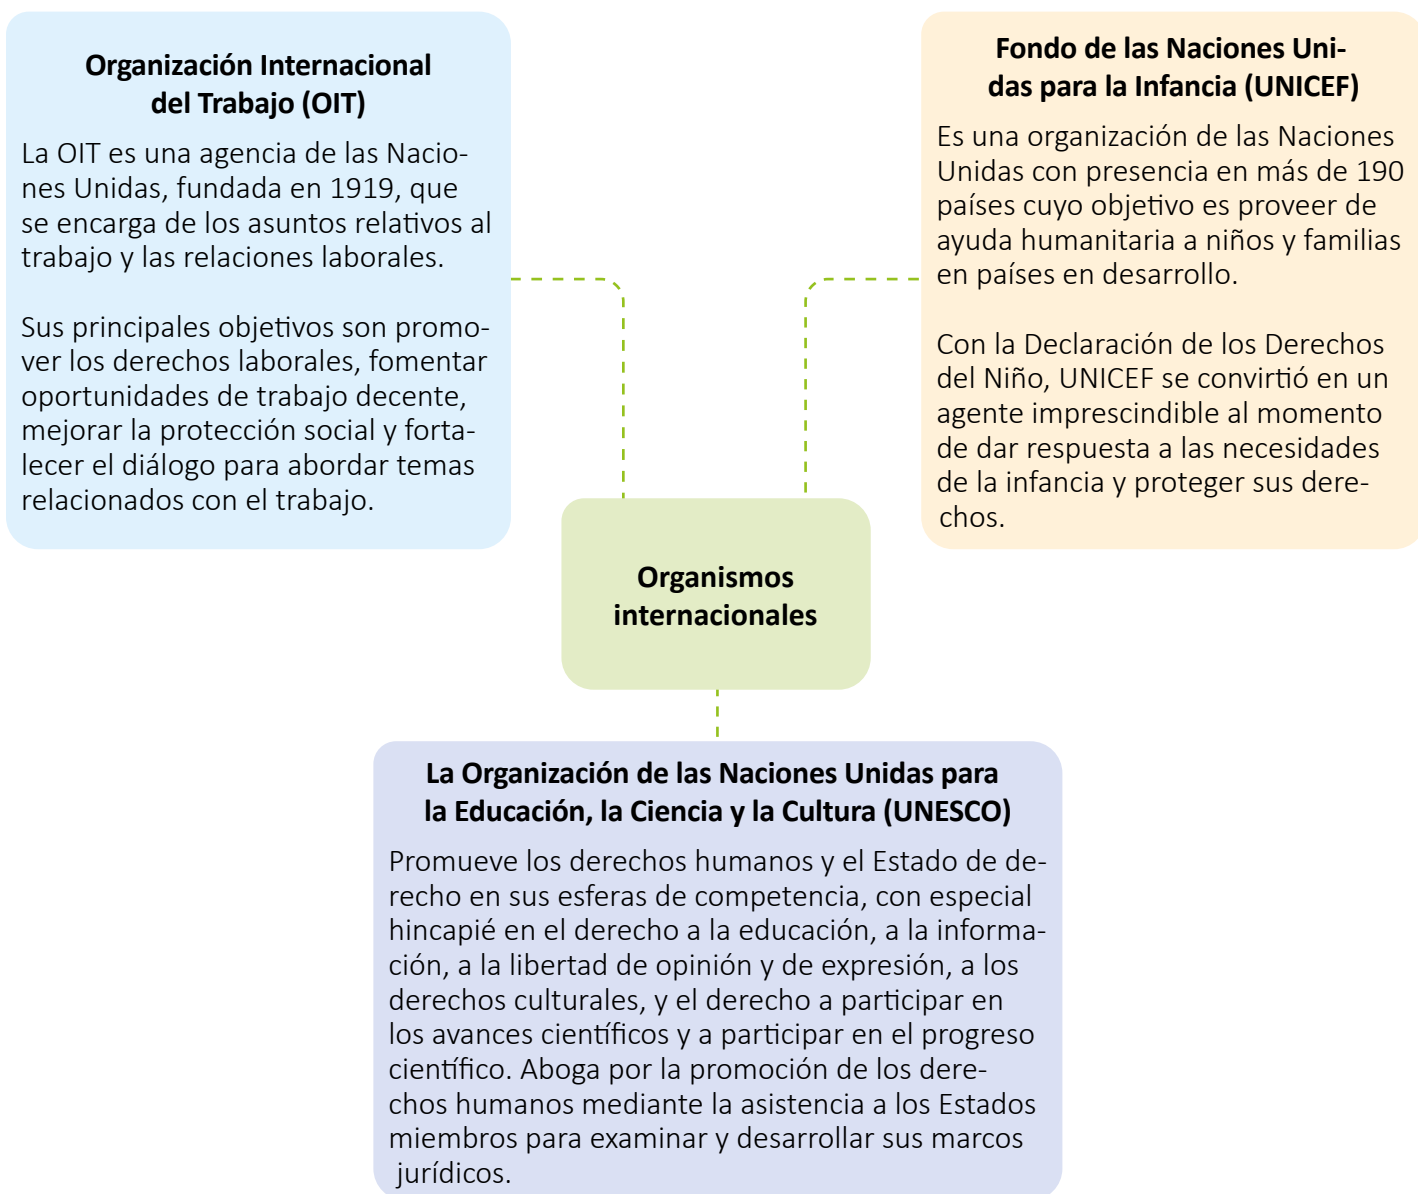 Organización Internacional
del Trabajo (OIT)
La OIT es una agencia de las Nacio-
nes Unidas, fundada en 1919, que
se encarga de los asuntos relativos al
trabajo y las relaciones laborales.
Sus principales objetivos son promo-
ver los derechos laborales, fomentar
oportunidades de trabajo decente,
mejorar la protección social y forta-
lecer el diálogo para abordar temas
relacionados con el trabajo.
Fondo de las Naciones Uni-
das para la Infancia (UNICEF)
Es una organización de las Naciones
Unidas con presencia en más de 190
países cuyo objetivo es proveer de
ayuda humanitaria a niños y familias
en países en desarrollo.
Con la Declaración de los Derechos
del Niño, UNICEF se convirtió en un
agente imprescindible al momento
de dar respuesta a las necesidades
de la infancia y proteger sus dere-
chos.
Organismos
internacionales
La Organización de las Naciones Unidas para
la Educación, la Ciencia y la Cultura (UNESCO)
Promueve los derechos humanos y el Estado de de-
recho en sus esferas de competencia, con especial
hincapié en el derecho a la educación, a la informa-
ción, a la libertad de opinión y de expresión, a los
derechos culturales, y el derecho a participar en
los avances científicos y a participar en el progreso
científico. Aboga por la promoción de los dere-
chos humanos mediante la asistencia a los Estados
miembros para examinar y desarrollar sus marcos
jurídicos.